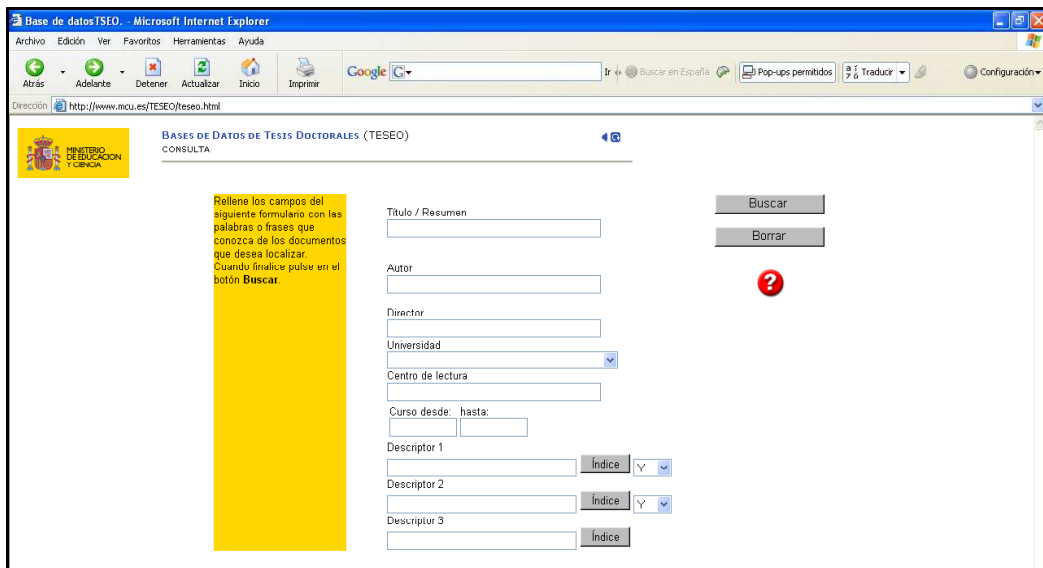 Base de datosTSEO. - Microsoft Internet Explorer
Archivo Edición Ver Favoritos Herramientas Ayuda
Atrás Adelante Detener Actualizar Inicio Imprimir Google G Ir Buscar en España Pop-ups permitidos Traducir Configuración
Dirección http://www.mcu.es/TESEO/teseo.html
MINISTERIO
DE EDUCACION
Y CIENCIA
BASES DE DATOS DE TESIS DOCTORALES (TESEO)
CONSULTA
Rellene los campos del
siguiente formulario con las
palabras o frases que
conozca de los documentos
que desea localizar.
Cuando finalice pulse en el
botón Buscar.
Título / Resumen
Autor
Director
Universidad
Centro de lectura
Curso desde: hasta:
Descriptor 1
Índice Y
Descriptor 2
Índice Y
Descriptor 3
Índice
Buscar
Borrar
?